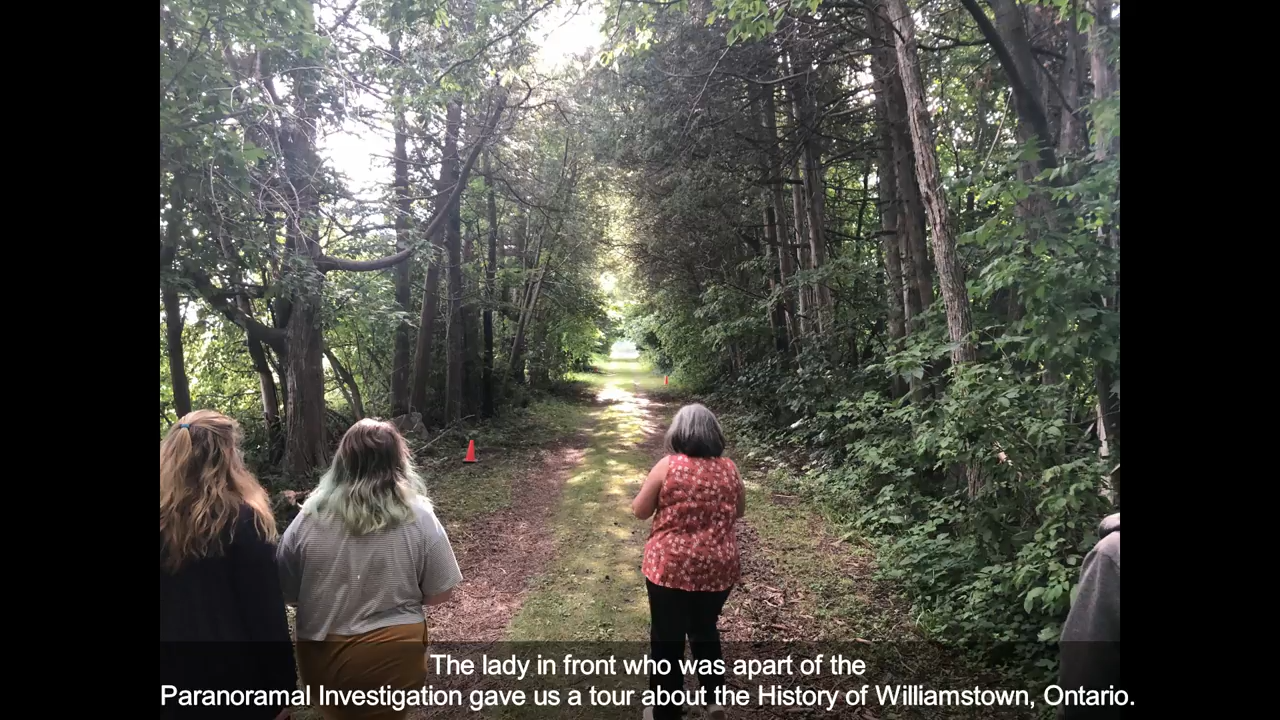 The lady in front who was apart of the
Paranoramal Investigation gave us a tour about the History of Williamstown, Ontario.